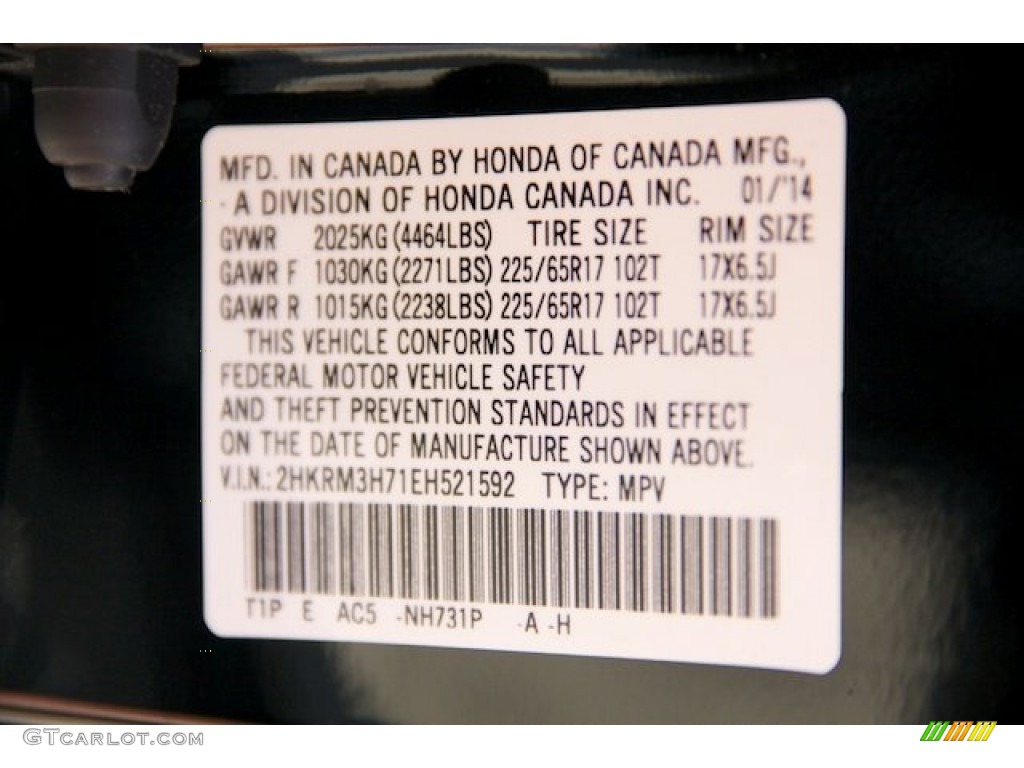 MFD. IN CANADA BY HONDA OF CANADA MFG.,
A DIVISION OF HONDA CANADA INC. 01/'14
GVWR 2025KG (4464LBS) TIRE SIZE RIM SIZE
GAWR F 1030KG (2271LBS) 225/65R17 102T 17X6.5J
GAWR R 1015KG (2238LBS) 225/65R17 102T 17X6.5J
THIS VEHICLE CONFORMS TO ALL APPLICABLE
FEDERAL MOTOR VEHICLE SAFETY
AND THEFT PREVENTION STANDARDS IN EFFECT
ON THE DATE OF MANUFACTURE SHOWN ABOVE.
V.I.N.: 2HKRM3H71EH521592 TYPE: MPV
T1P E AC5 -NH731P -A -H
GTCARLOT.COM